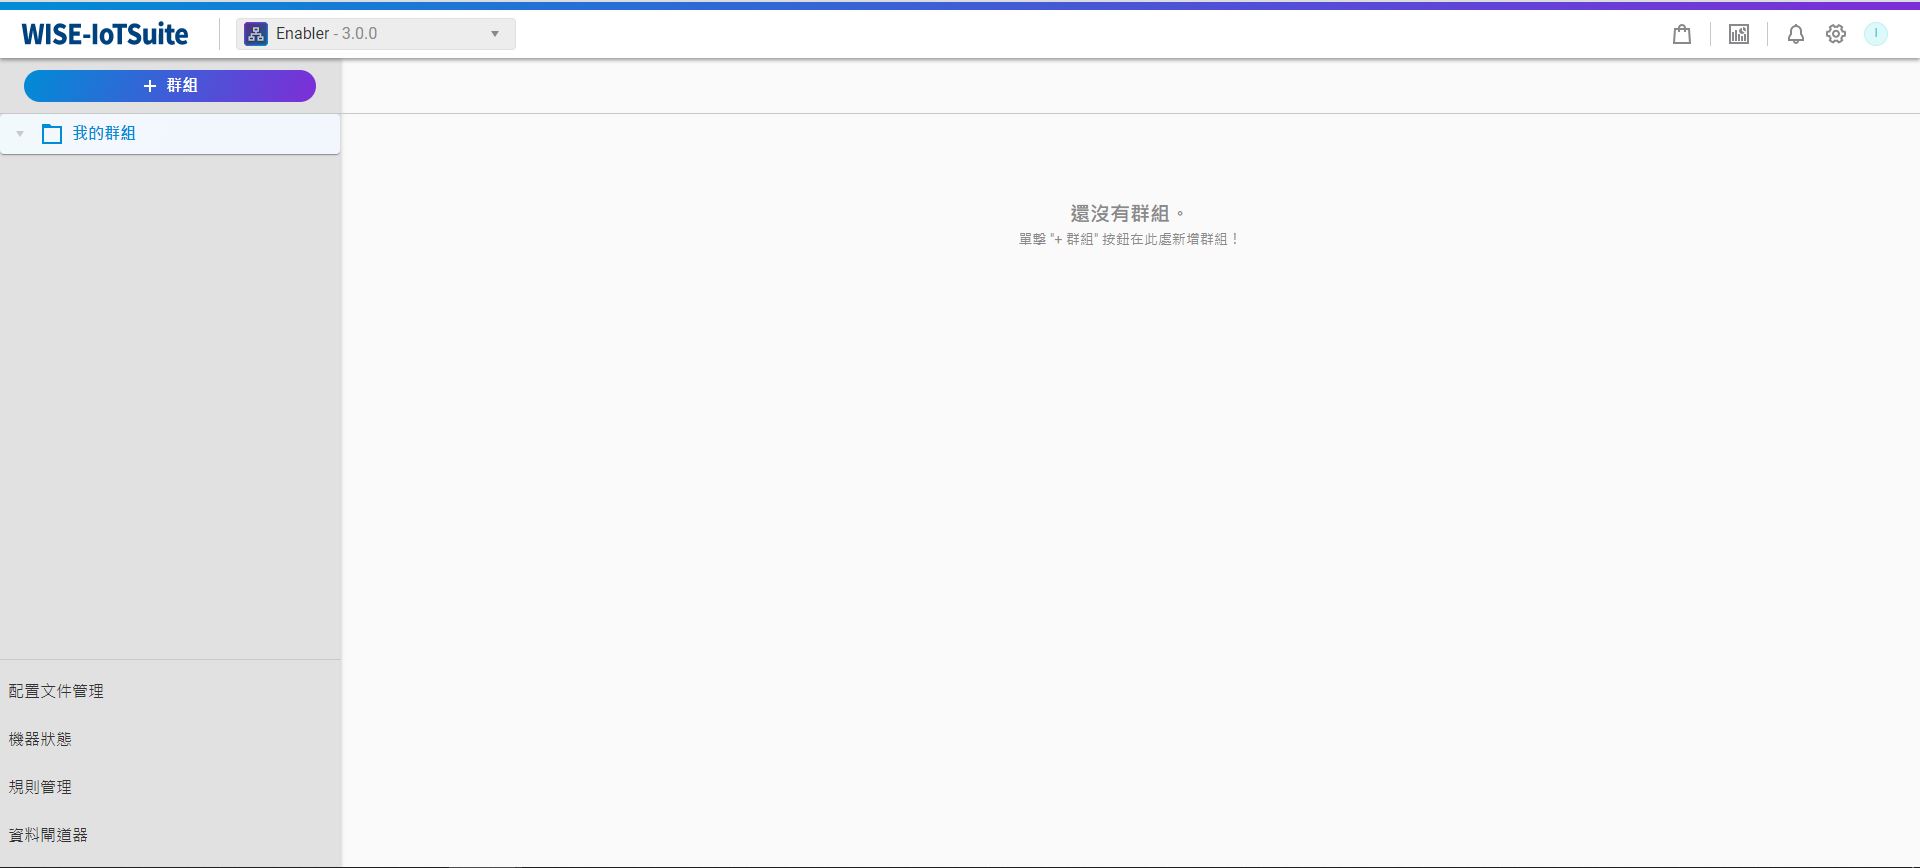 WISE-IoTSuite
Enabler - 3.0.0
I
+ 群組
我的群組
還沒有群組。
單擊 "+ 群組" 按鈕在此處新增群組！
配置文件管理
機器狀態
規則管理
資料閘道器